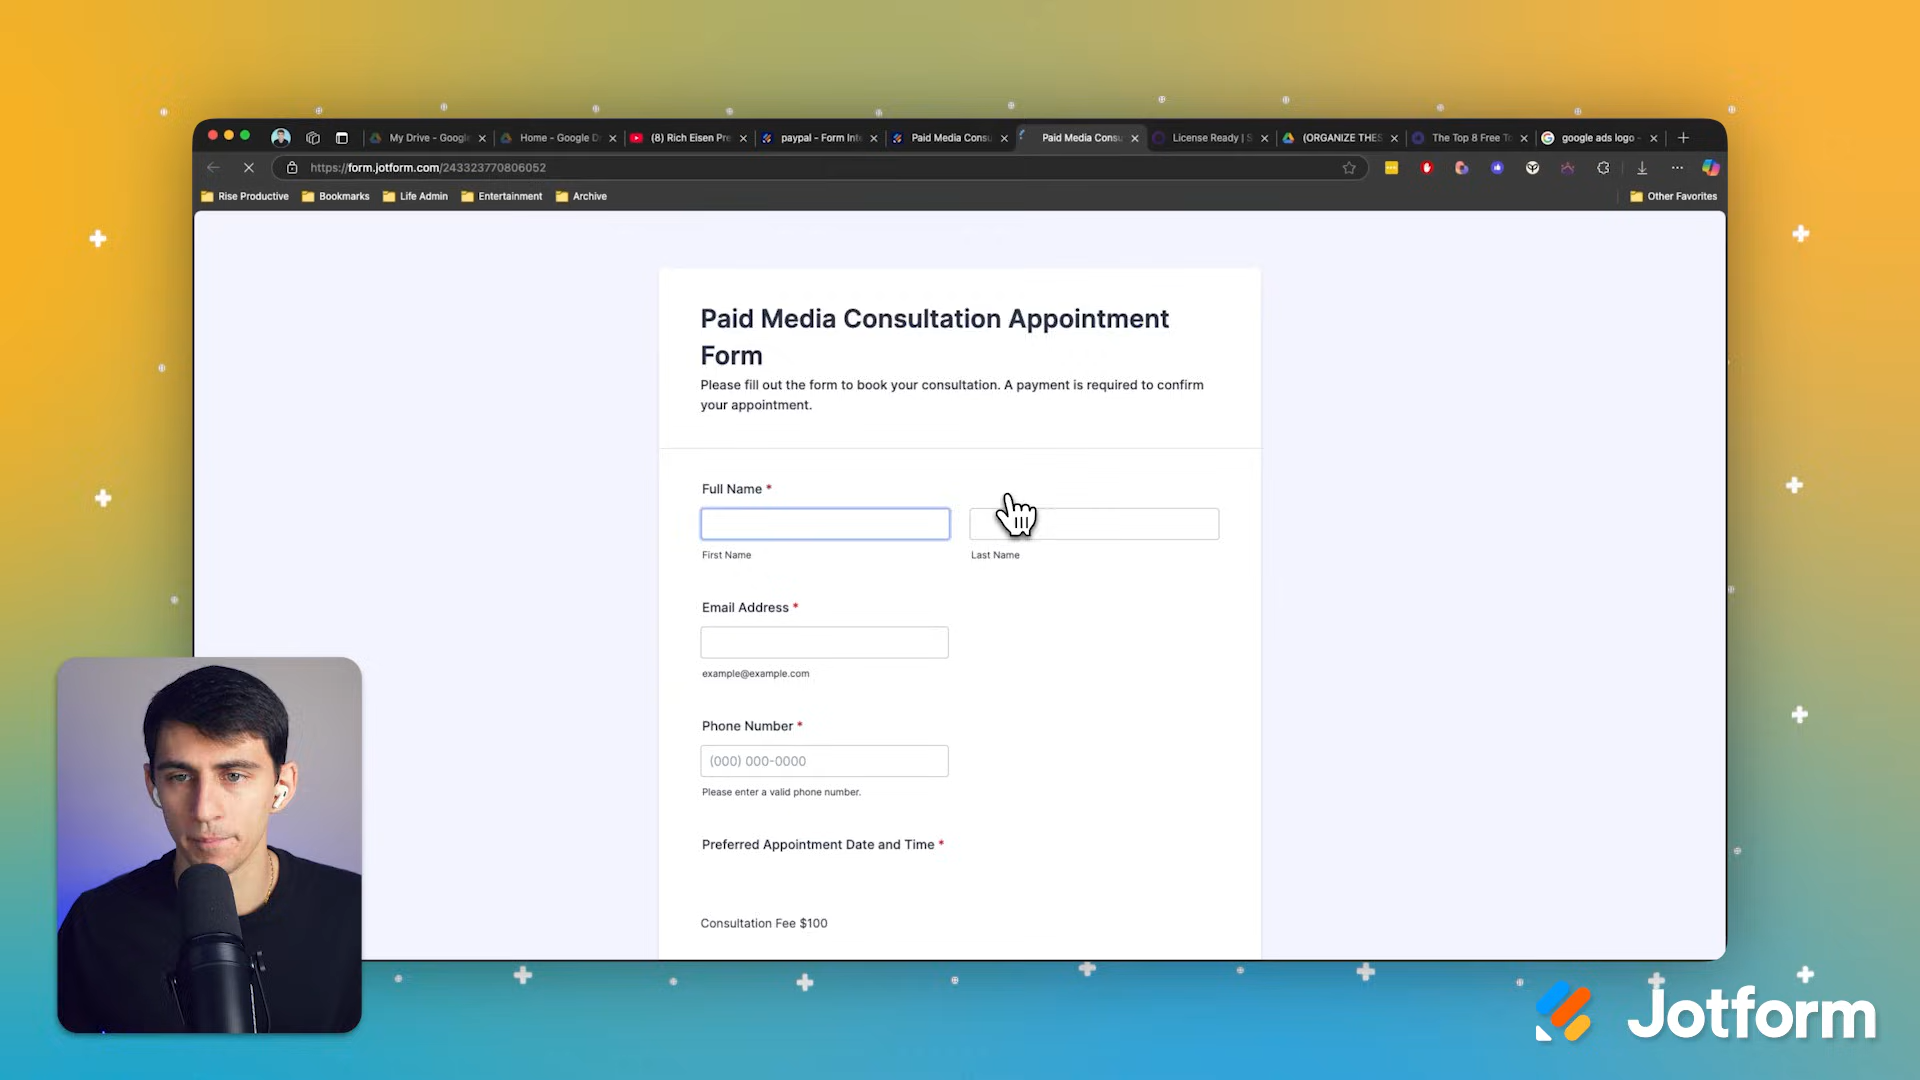 My Drive - Google
Home - Google D
(8) Rich Eisen Pre
paypal - Form Inte
Paid Media Consu
Paid Media Consu
License Ready | S
(ORGANIZE THES
The Top 8 Free To
google ads logo -
https://form.jotform.com/243323770806052
Rise Productive
Bookmarks
Life Admin
Entertainment
Archive
Other Favorites
Paid Media Consultation Appointment
Form
Please fill out the form to book your consultation. A payment is required to confirm
your appointment.
Full Name *
First Name
Last Name
Email Address *
example@example.com
Phone Number *
(000) 000-0000
Please enter a valid phone number.
Preferred Appointment Date and Time *
Consultation Fee $100
Jotform